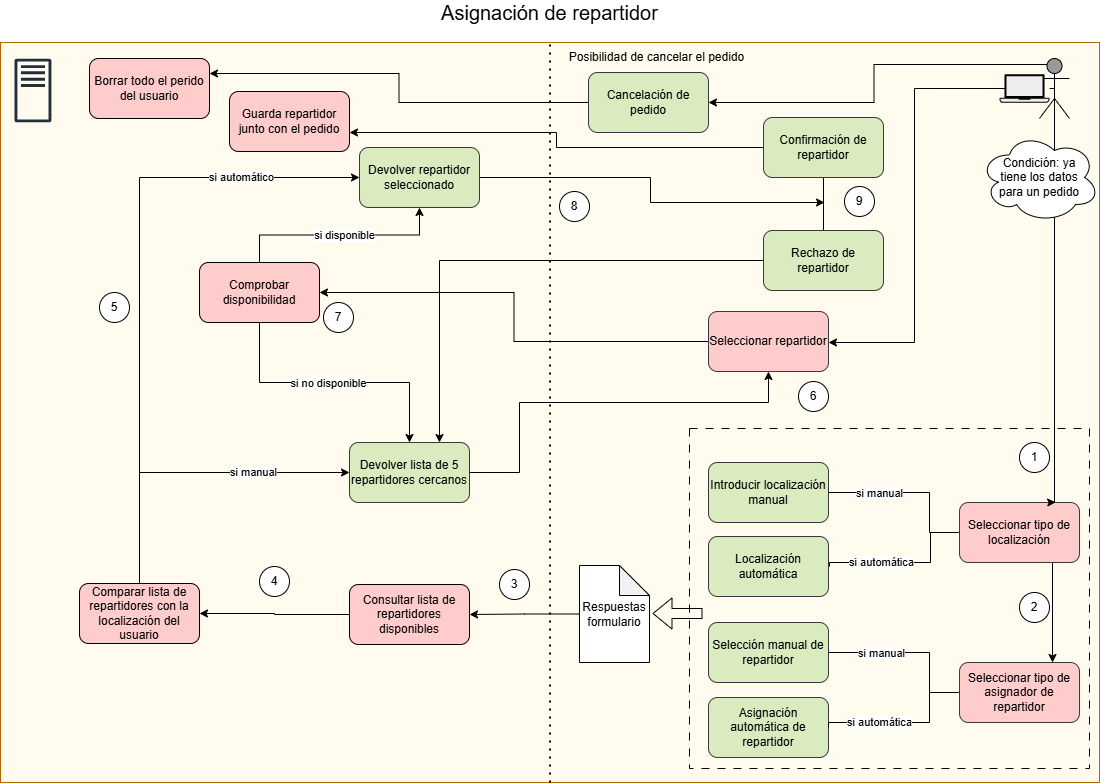 Asignación de repartidor
Posibilidad de cancelar el pedido
Borrar todo el perido
del usuario
Cancelación de
pedido
Guarda repartidor
junto con el pedido
Confirmación de
repartidor
Condición: ya
tiene los datos
para un pedido
Devolver repartidor
seleccionado
si automático
8
9
si disponible
Rechazo de
repartidor
Comprobar
disponibilidad
5
7
Seleccionar repartidor
si no disponible
6
Devolver lista de 5
repartidores cercanos
si manual
1
Introducir localización
manual
si manual
Seleccionar tipo de
localización
Localización
automática
si automática
Comparar lista de
repartidores con la
localización del
usuario
4
Consultar lista de
repartidores
disponibles
3
Respuestas
formulario
2
Selección manual de
repartidor
si manual
Seleccionar tipo de
asignador de
repartidor
Asignación
automática de
repartidor
si automática